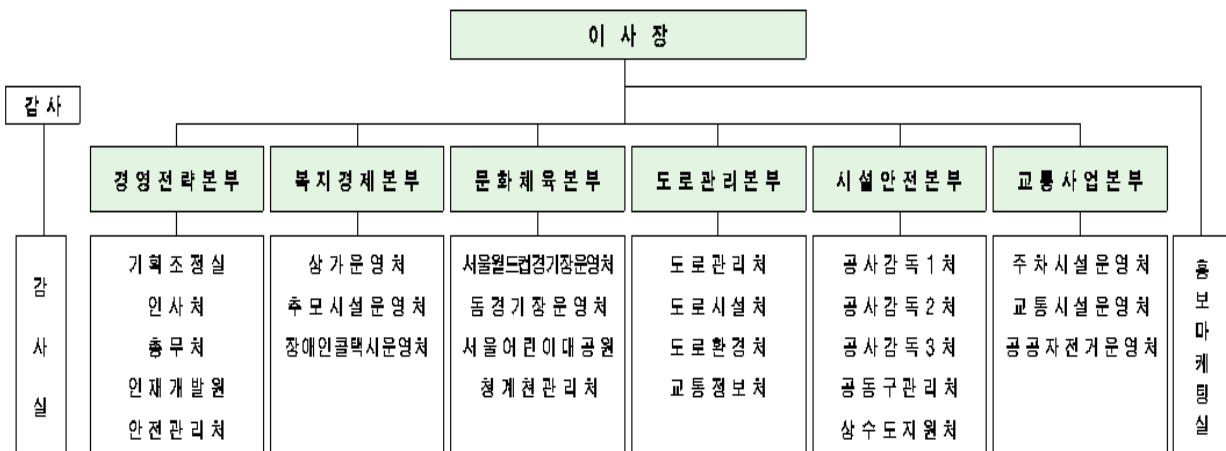 이사장
감사
경영전략본부
복지경제본부
문화체육본부
도로관리본부
시설안전본부
교통사업본부
감사실
기획조정실
인사처
총무처
인재개발원
안전관리처
상가운영처
추모시설운영처
장애인콜택시운영처
서울월드컵경기장운영처
돔경기장운영처
서울어린이대공원
청계천관리처
도로관리처
도로시설처
도로환경처
교통정보처
공사감독1처
공사감독2처
공사감독3처
공동구관리처
상수도지원처
주차시설운영처
교통시설운영처
공공자전거운영처
홍보마케팅실